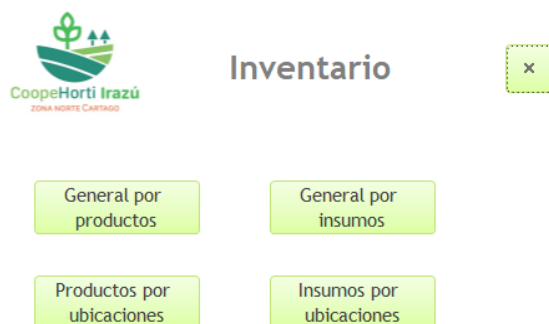 CoopeHorti Irazú
ZONA NORTE CARTAGO
Inventario
×
General por
productos
General por
insumos
Productos por
ubicaciones
Insumos por
ubicaciones